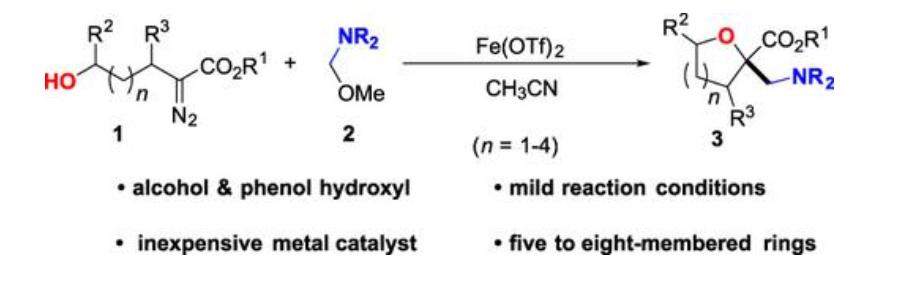 R2 R3 NR2 Fe(OTf)2 R2 O CO2R1
HO ( )n CO2R1 + OMe CH3CN ( )n NR2
N2 R3
1 2 (n = 1-4) 3
• alcohol & phenol hydroxyl • mild reaction conditions
• inexpensive metal catalyst • five to eight-membered rings